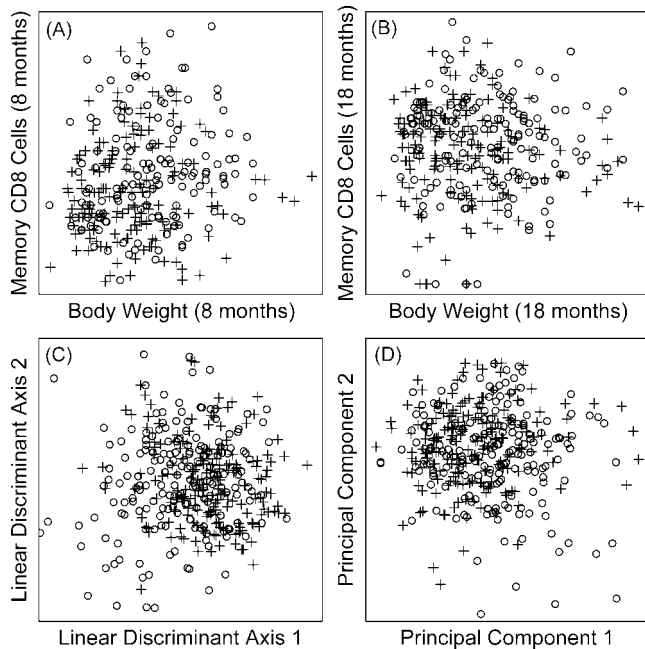 (A)
Memory CD8 Cells (8 months)
Body Weight (8 months)
(B)
Memory CD8 Cells (18 months)
Body Weight (18 months)
(C)
Linear Discriminant Axis 2
Linear Discriminant Axis 1
(D)
Principal Component 2
Principal Component 1